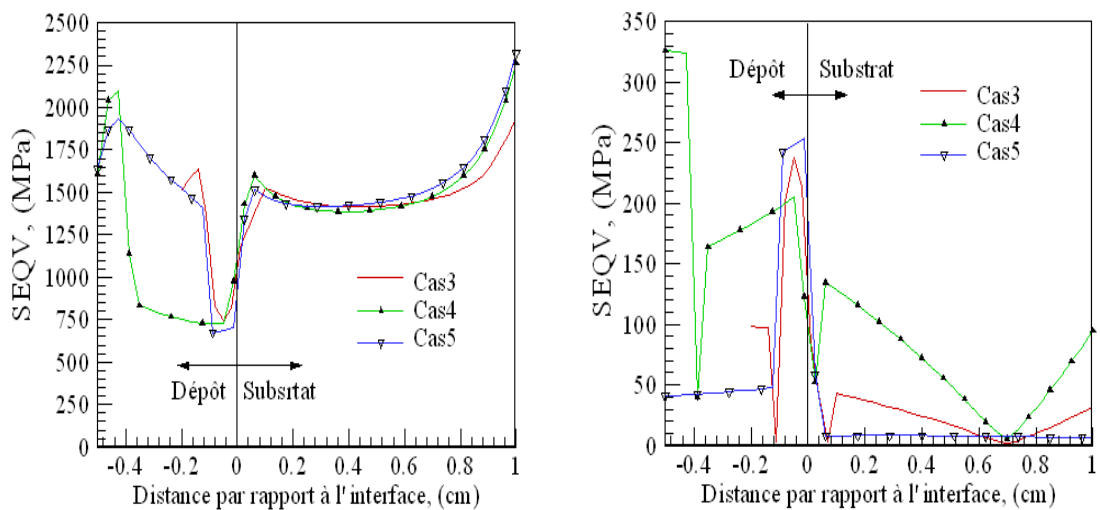 2500
2250
2000
1750
1500
1250
1000
750
500
250
0
SEQV, (MPa)
Cas3
Cas4
Cas5
Dépôt
Subsrtat
-0.4
-0.2
0
0.2
0.4
0.6
0.8
1
Distance par rapport à l'interface, (cm)
350
300
250
200
150
100
50
0
SEQV, (MPa)
Dépôt
Substrat
Cas3
Cas4
Cas5
-0.4
-0.2
0
0.2
0.4
0.6
0.8
1
Distance par rapport à l'interface, (cm)